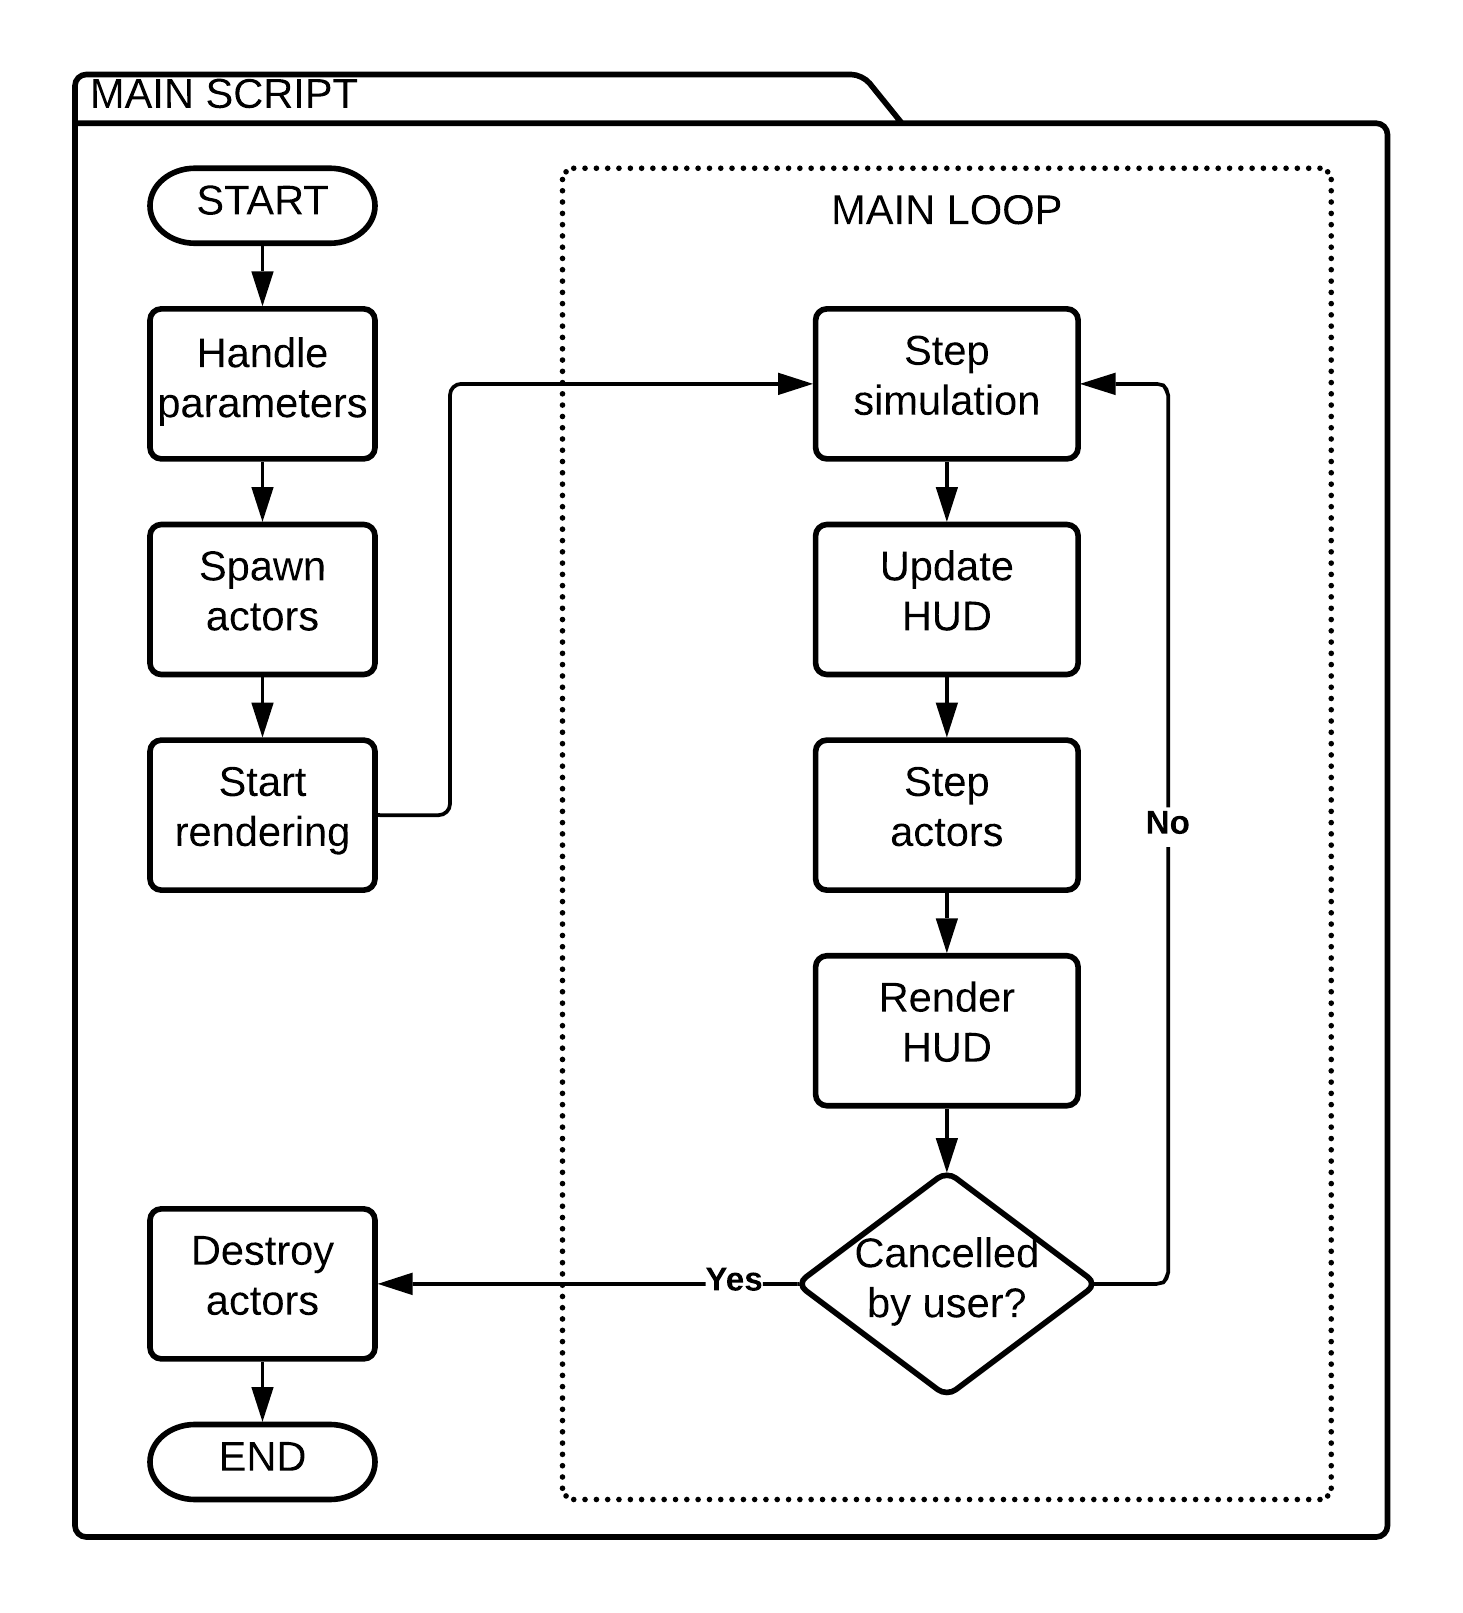 MAIN SCRIPT
START
Handle
parameters
Spawn
actors
Start
rendering
MAIN LOOP
Step
simulation
Update
HUD
Step
actors
Render
HUD
Cancelled
by user?
No
Yes
Destroy
actors
END